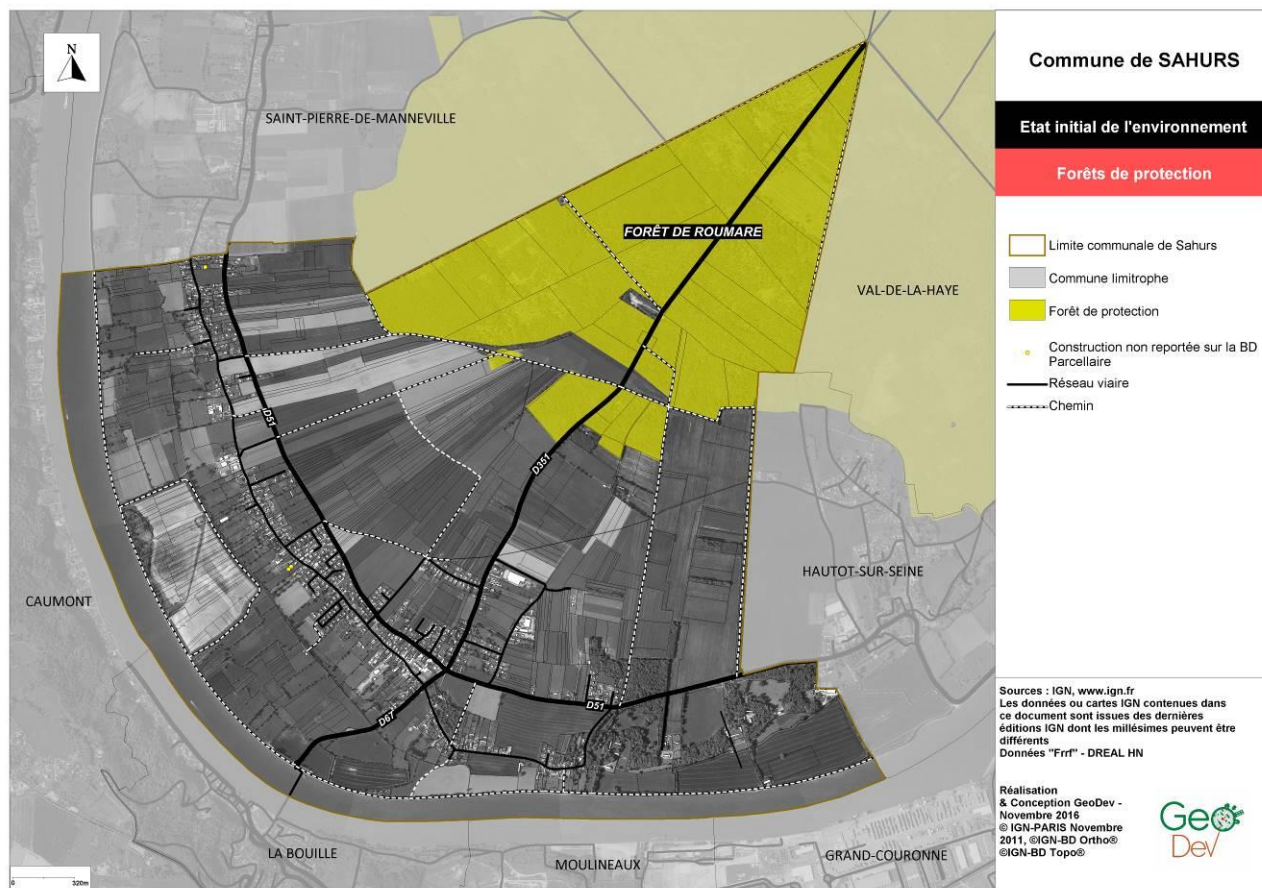 N
SAINT-PIERRE-DE-MANNEVILLE
FORÊT DE ROUMARE
VAL-DE-LA-HAYE
D51
D351
HAUTOT-SUR-SEINE
CAUMONT
D51
D67
LA BOUILLE
MOULINEAUX
GRAND-COURONNE
0 320m
Commune de SAHURS
Etat initial de l'environnement
Forêts de protection
Limite communale de Sahurs
Commune limitrophe
Forêt de protection
Construction non reportée sur la BD
Parcellaire
Réseau viaire
Chemin
Sources : IGN, www.ign.fr
Les données ou cartes IGN contenues dans
ce document sont issues des dernières
éditions IGN dont les millésimes peuvent être
différents
Données "Frrf" - DREAL HN
Réalisation
& Conception GeoDev -
Novembre 2016
© IGN-PARIS Novembre
2011, ©IGN-BD Ortho®
©IGN-BD Topo®
Geo
Dev